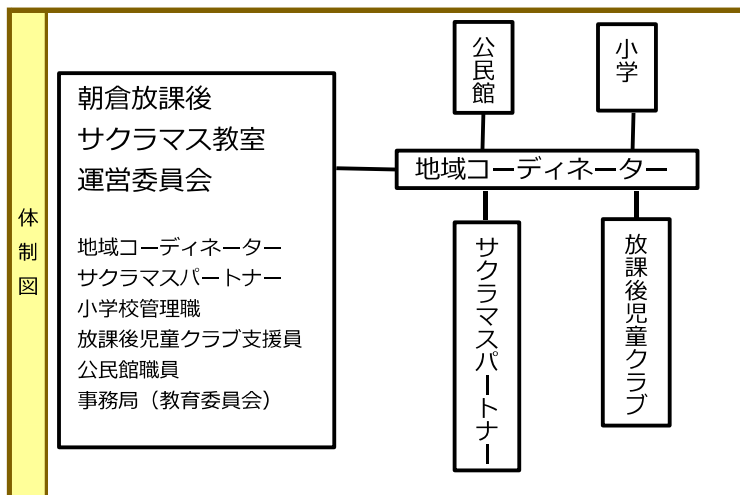 体制図
朝倉放課後
サクラマス教室
運営委員会
地域コーディネーター
サクラマスパートナー
小学校管理職
放課後児童クラブ支援員
公民館職員
事務局（教育委員会）
公民館
小学
地域コーディネーター
サクラマスパートナー
放課後児童クラブ